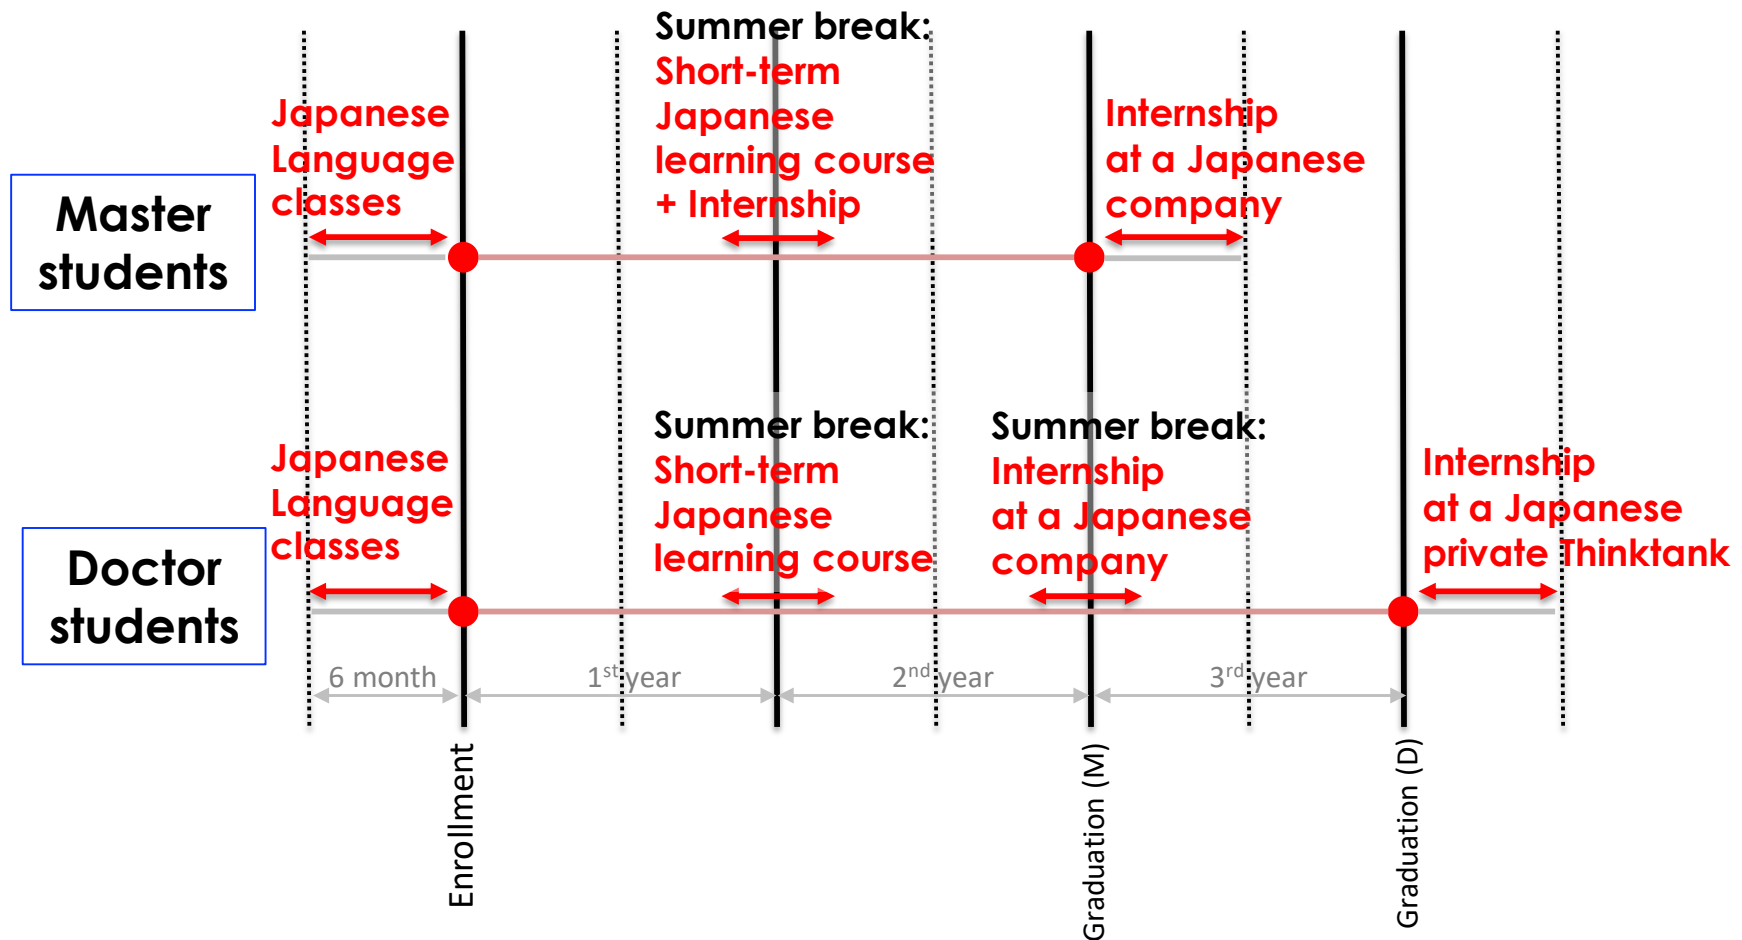 Summer break:
Short-term
Japanese
learning course
+ Internship
Japanese
Language
classes
Internship
at a Japanese
company
Master
students
Summer break:
Short-term
Japanese
learning course
Summer break:
Internship
at a Japanese
company
Japanese
Language
classes
Internship
at a Japanese
private Thinktank
Doctor
students
6 month
1st year
2nd year
3rd year
Enrollment
Graduation (M)
Graduation (D)